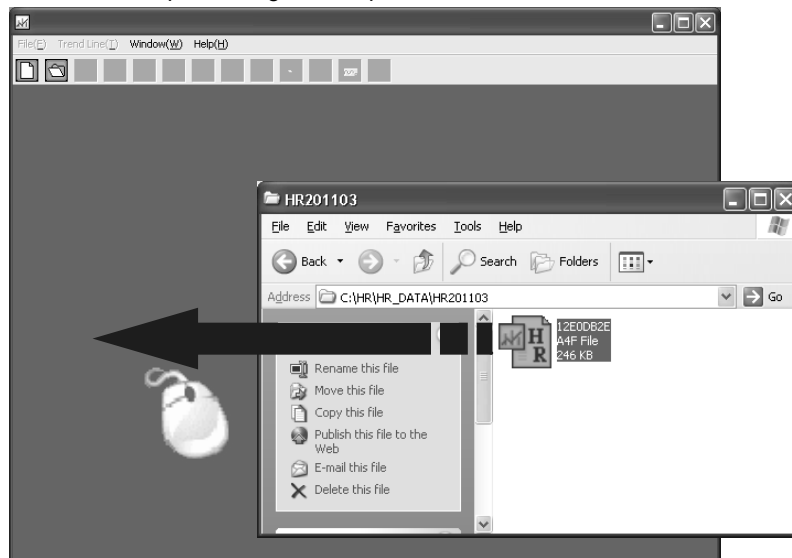 File(F) Trend Line(T) Window(W) Help(H)
HR201103
File Edit View Favorites Tools Help
Back Search Folders
Address C:\HR\HR_DATA\HR201103 Go
12E0DB2E
A4F File
246 KB
HR
Rename this file
Move this file
Copy this file
Publish this file to the
Web
E-mail this file
Delete this file